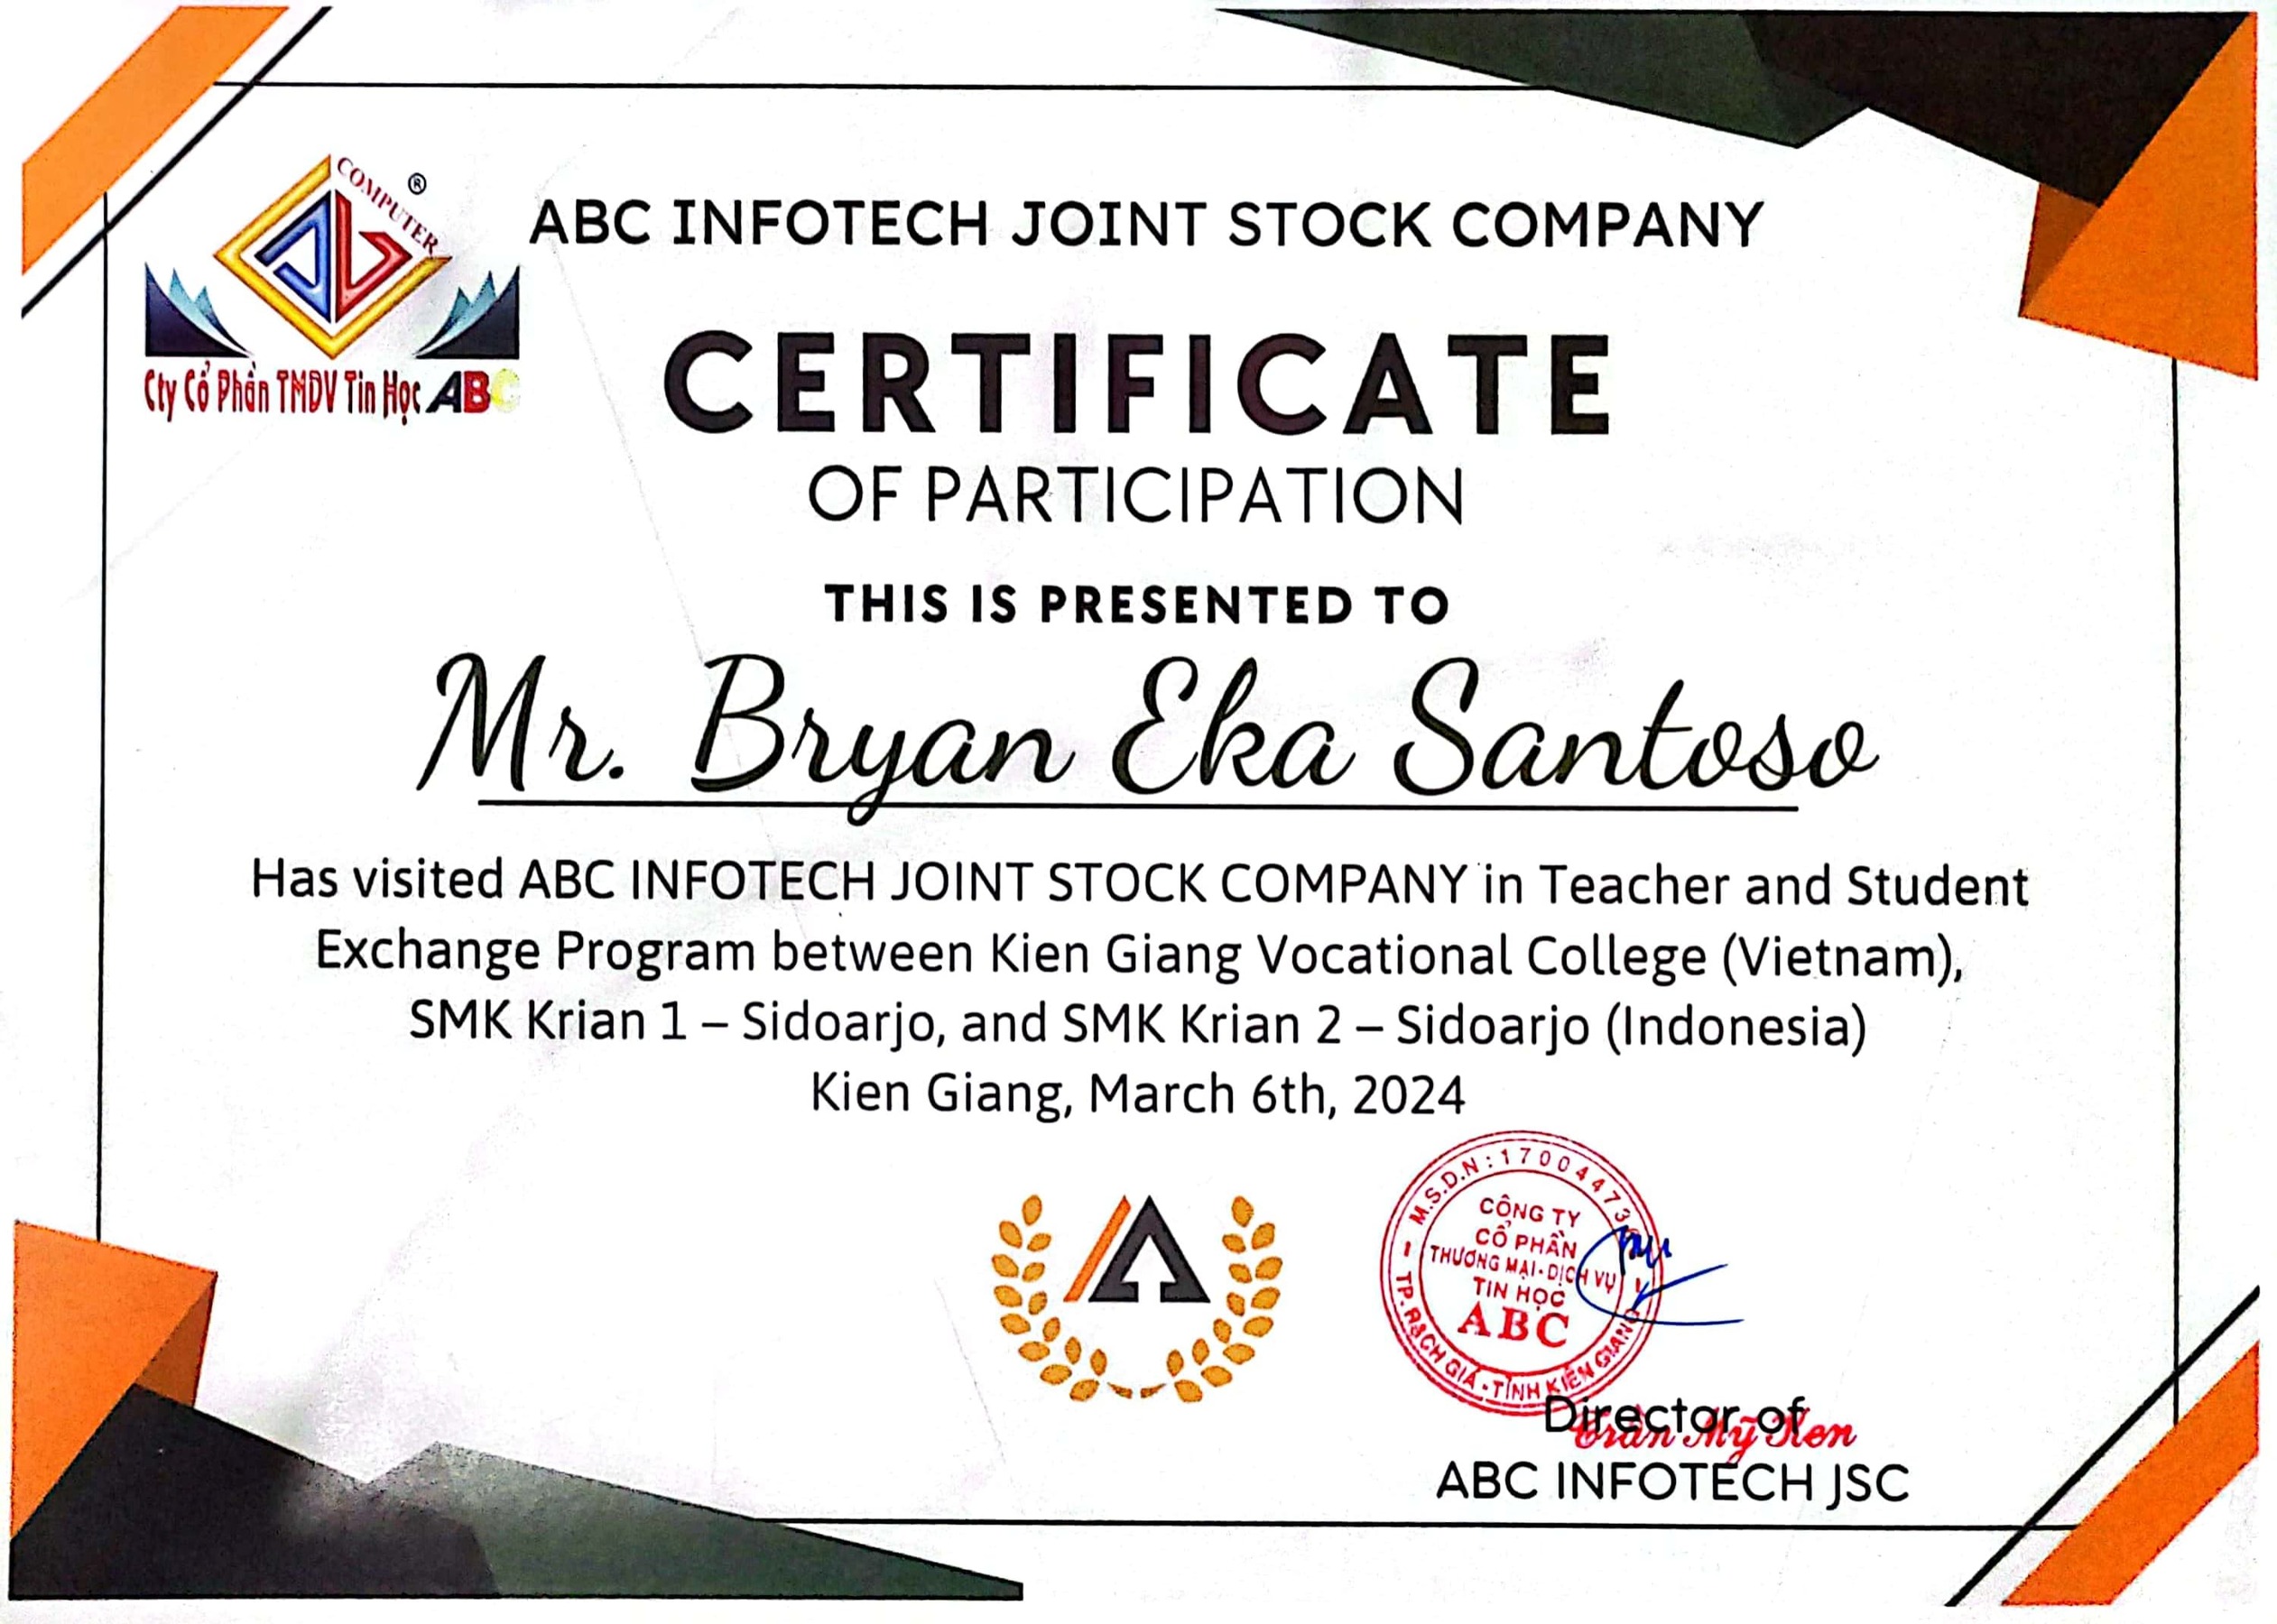 COMPUTER ®
Cty Cổ Phần TMDV Tin Học ABC
ABC INFOTECH JOINT STOCK COMPANY
CERTIFICATE
OF PARTICIPATION
THIS IS PRESENTED TO
Mr. Bryan Eka Santoso
Has visited ABC INFOTECH JOINT STOCK COMPANY in Teacher and Student
Exchange Program between Kien Giang Vocational College (Vietnam),
SMK Krian 1 – Sidoarjo, and SMK Krian 2 – Sidoarjo (Indonesia)
Kien Giang, March 6th, 2024
M.S.D.N:170044473
CÔNG TY
CỔ PHẦN
THƯƠNG MẠI-DỊCH VỤ
TIN HỌC
ABC
TP.RẠCH GIÁ - TỈNH KIÊN GIANG
Director of
Trần Mỹ Ren
ABC INFOTECH JSC